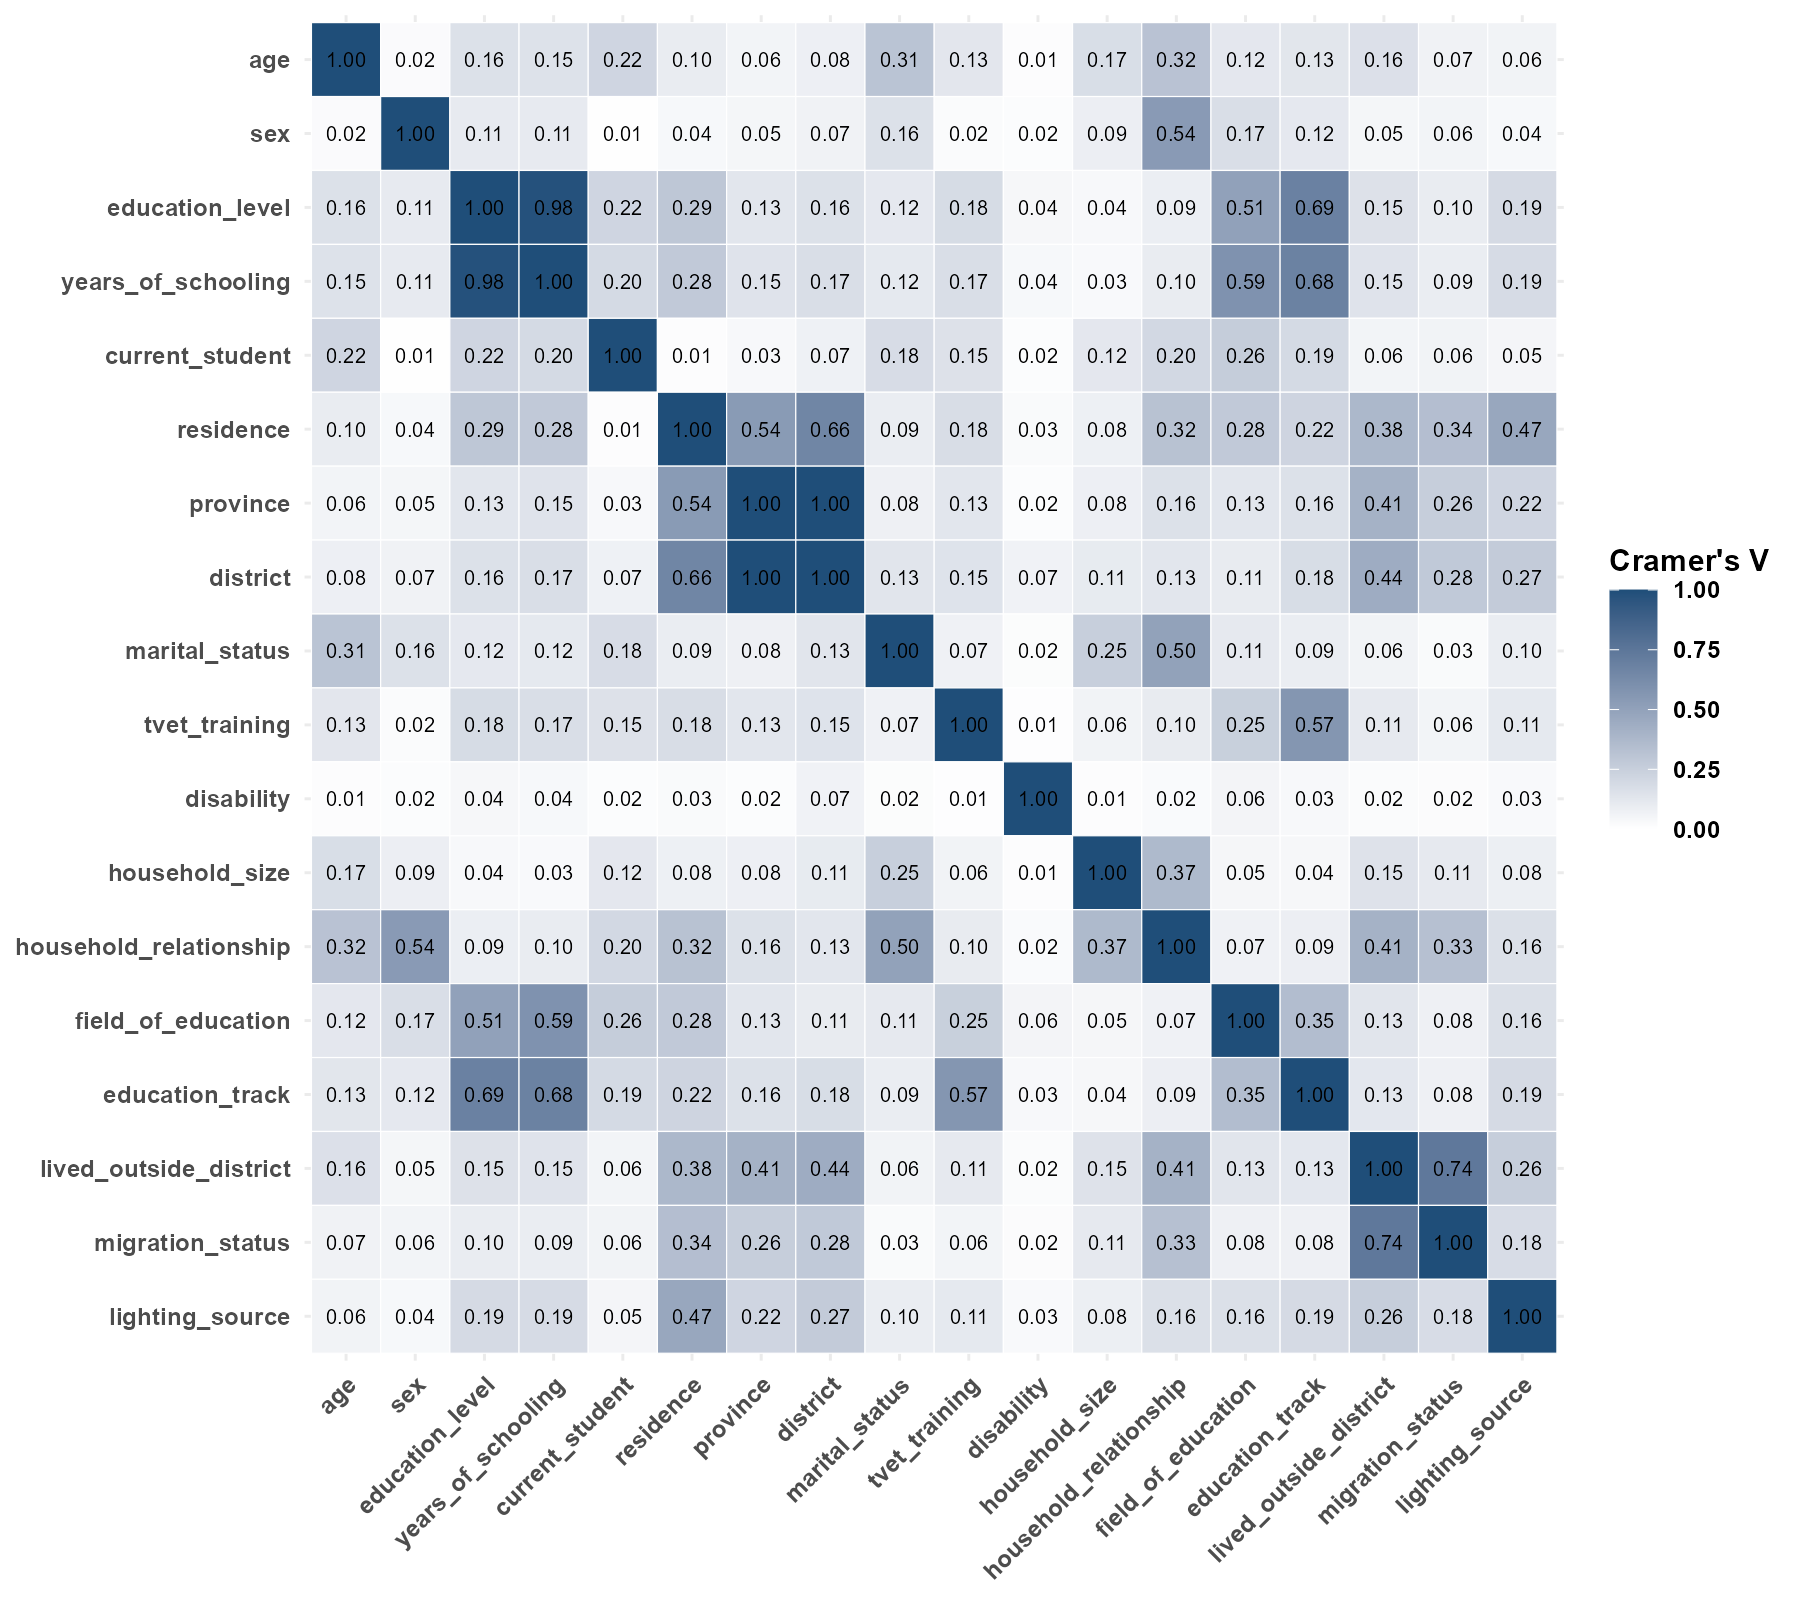 age 1.00 0.02 0.16 0.15 0.22 0.10 0.06 0.08 0.31 0.13 0.01 0.17 0.32 0.12 0.13 0.16 0.07 0.06
sex 0.02 1.00 0.11 0.11 0.01 0.04 0.05 0.07 0.16 0.02 0.02 0.09 0.54 0.17 0.12 0.05 0.06 0.04
education_level 0.16 0.11 1.00 0.98 0.22 0.29 0.13 0.16 0.12 0.18 0.04 0.04 0.09 0.51 0.69 0.15 0.10 0.19
years_of_schooling 0.15 0.11 0.98 1.00 0.20 0.28 0.15 0.17 0.12 0.17 0.04 0.03 0.10 0.59 0.68 0.15 0.09 0.19
current_student 0.22 0.01 0.22 0.20 1.00 0.01 0.03 0.07 0.18 0.15 0.02 0.12 0.20 0.26 0.19 0.06 0.06 0.05
residence 0.10 0.04 0.29 0.28 0.01 1.00 0.54 0.66 0.09 0.18 0.03 0.08 0.32 0.28 0.22 0.38 0.34 0.47
province 0.06 0.05 0.13 0.15 0.03 0.54 1.00 1.00 0.08 0.13 0.02 0.08 0.16 0.13 0.16 0.41 0.26 0.22
district 0.08 0.07 0.16 0.17 0.07 0.66 1.00 1.00 0.13 0.15 0.07 0.11 0.13 0.11 0.18 0.44 0.28 0.27
marital_status 0.31 0.16 0.12 0.12 0.18 0.09 0.08 0.13 1.00 0.07 0.02 0.25 0.50 0.11 0.09 0.06 0.03 0.10
tvet_training 0.13 0.02 0.18 0.17 0.15 0.18 0.13 0.15 0.07 1.00 0.01 0.06 0.10 0.25 0.57 0.11 0.06 0.11
disability 0.01 0.02 0.04 0.04 0.02 0.03 0.02 0.07 0.02 0.01 1.00 0.01 0.02 0.06 0.03 0.02 0.02 0.03
household_size 0.17 0.09 0.04 0.03 0.12 0.08 0.08 0.11 0.25 0.06 0.01 1.00 0.37 0.05 0.04 0.15 0.11 0.08
household_relationship 0.32 0.54 0.09 0.10 0.20 0.32 0.16 0.13 0.50 0.10 0.02 0.37 1.00 0.07 0.09 0.41 0.33 0.16
field_of_education 0.12 0.17 0.51 0.59 0.26 0.28 0.13 0.11 0.11 0.25 0.06 0.05 0.07 1.00 0.35 0.13 0.08 0.16
education_track 0.13 0.12 0.69 0.68 0.19 0.22 0.16 0.18 0.09 0.57 0.03 0.04 0.09 0.35 1.00 0.13 0.08 0.19
lived_outside_district 0.16 0.05 0.15 0.15 0.06 0.38 0.41 0.44 0.06 0.11 0.02 0.15 0.41 0.13 0.13 1.00 0.74 0.26
migration_status 0.07 0.06 0.10 0.09 0.06 0.34 0.26 0.28 0.03 0.06 0.02 0.11 0.33 0.08 0.08 0.74 1.00 0.18
lighting_source 0.06 0.04 0.19 0.19 0.05 0.47 0.22 0.27 0.10 0.11 0.03 0.08 0.16 0.16 0.19 0.26 0.18 1.00
age
sex
education_level
years_of_schooling
current_student
residence
province
district
marital_status
tvet_training
disability
household_size
household_relationship
field_of_education
education_track
lived_outside_district
migration_status
lighting_source
Cramer's V
1.00
0.75
0.50
0.25
0.00